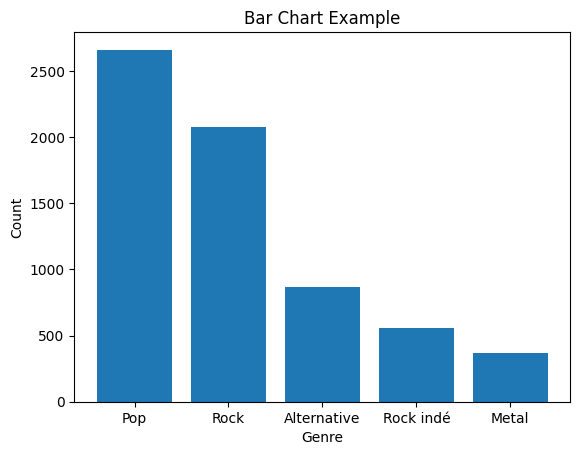 Bar Chart Example
Count
2500
2000
1500
1000
500
0
Pop Rock Alternative Rock indé Metal
Genre